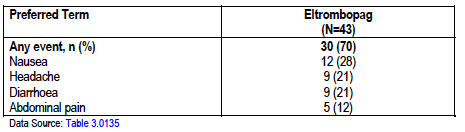 Preferred Term Eltrombopag
(N=43)
Any event, n (%) 30 (70)
Nausea 12 (28)
Headache 9 (21)
Diarrhoea 9 (21)
Abdominal pain 5 (12)
Data Source: Table 3.0135